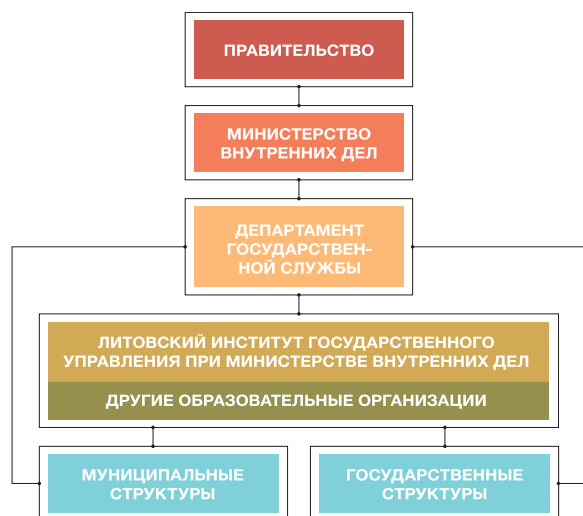 ПРАВИТЕЛЬСТВО
МИНИСТЕРСТВО
ВНУТРЕННИХ ДЕЛ
ДЕПАРТАМЕНТ
ГОСУДАРСТВЕН-
НОЙ СЛУЖБЫ
ЛИТОВСКИЙ ИНСТИТУТ ГОСУДАРСТВЕННОГО
УПРАВЛЕНИЯ ПРИ МИНИСТЕРСТВЕ ВНУТРЕННИХ ДЕЛ
ДРУГИЕ ОБРАЗОВАТЕЛЬНЫЕ ОРГАНИЗАЦИИ
МУНИЦИПАЛЬНЫЕ
СТРУКТУРЫ
ГОСУДАРСТВЕННЫЕ
СТРУКТУРЫ